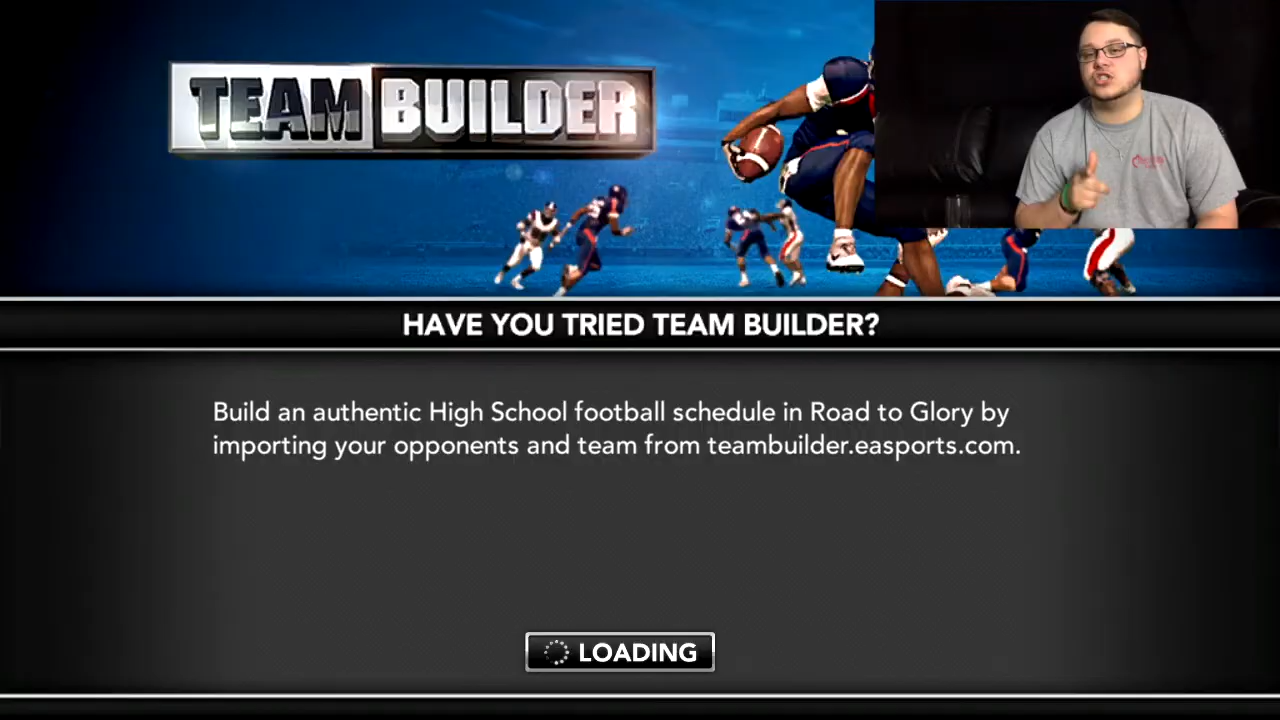 TEAM BUILDER
HAVE YOU TRIED TEAM BUILDER?
Build an authentic High School football schedule in Road to Glory by
importing your opponents and team from teambuilder.easports.com.
LOADING